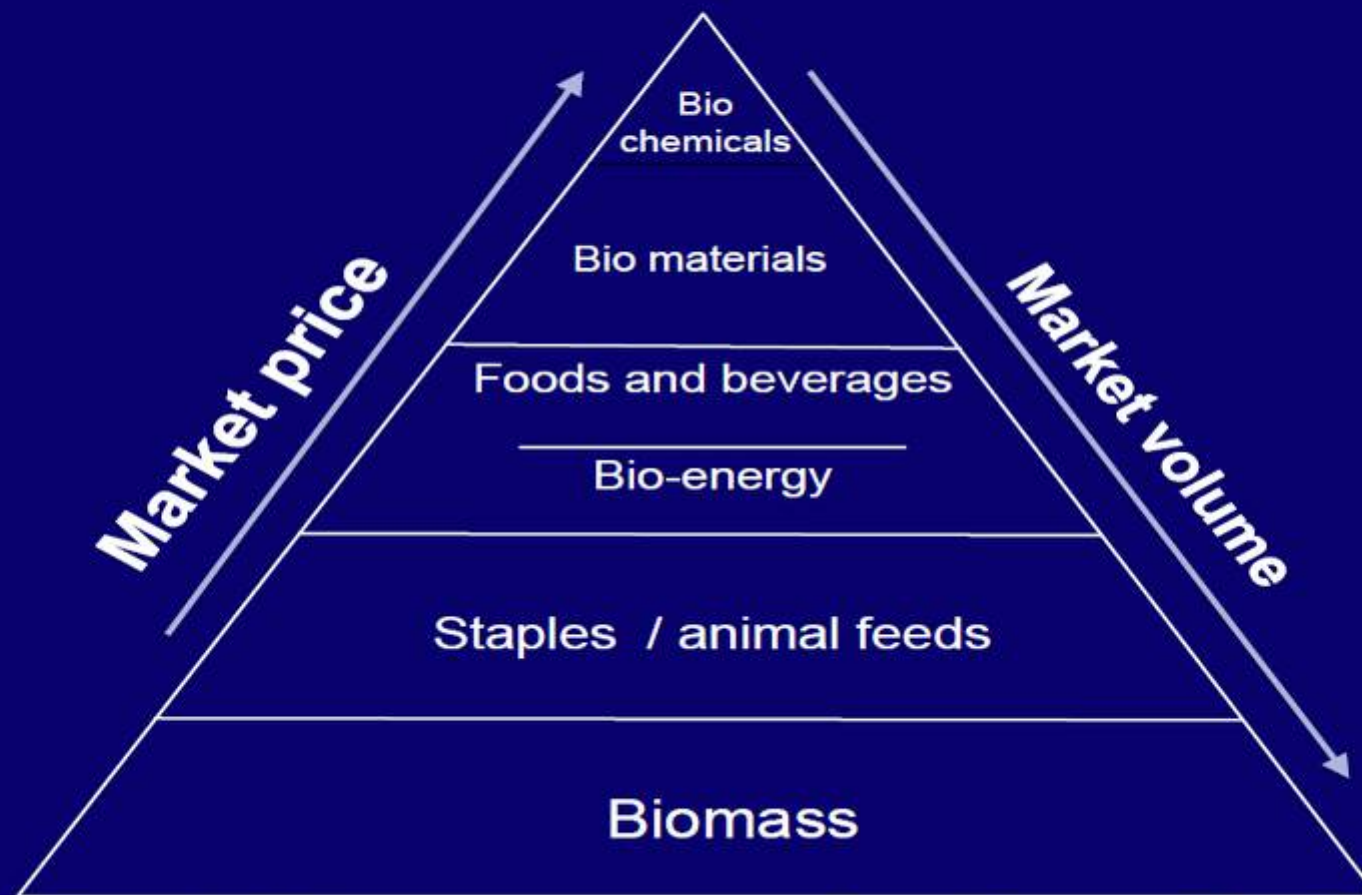 Bio
chemicals
Bio materials
Market price
Market volume
Foods and beverages
Bio-energy
Staples / animal feeds
Biomass